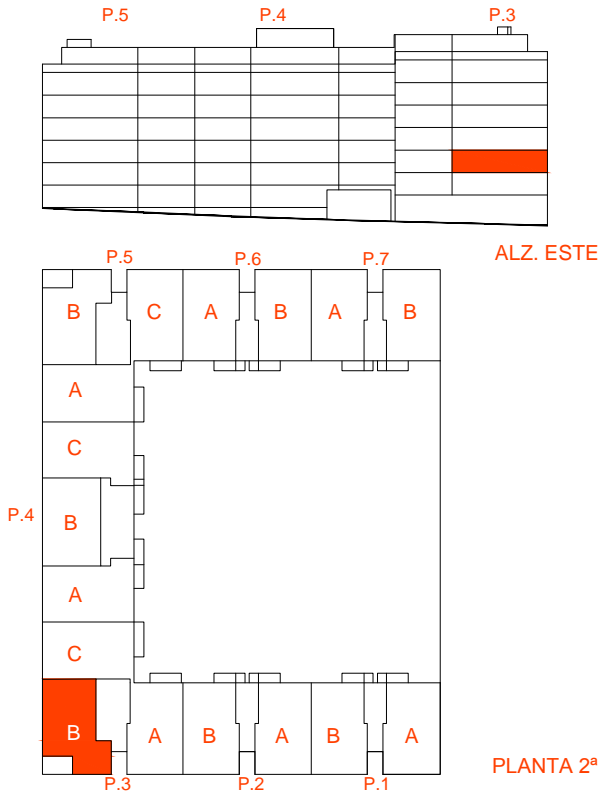 P.5 P.4 P.3
ALZ. ESTE
P.5 P.6 P.7
B C A B A B
A
C
P.4
B
A
C
B A B A B A
P.3 P.2 P.1
PLANTA 2ª